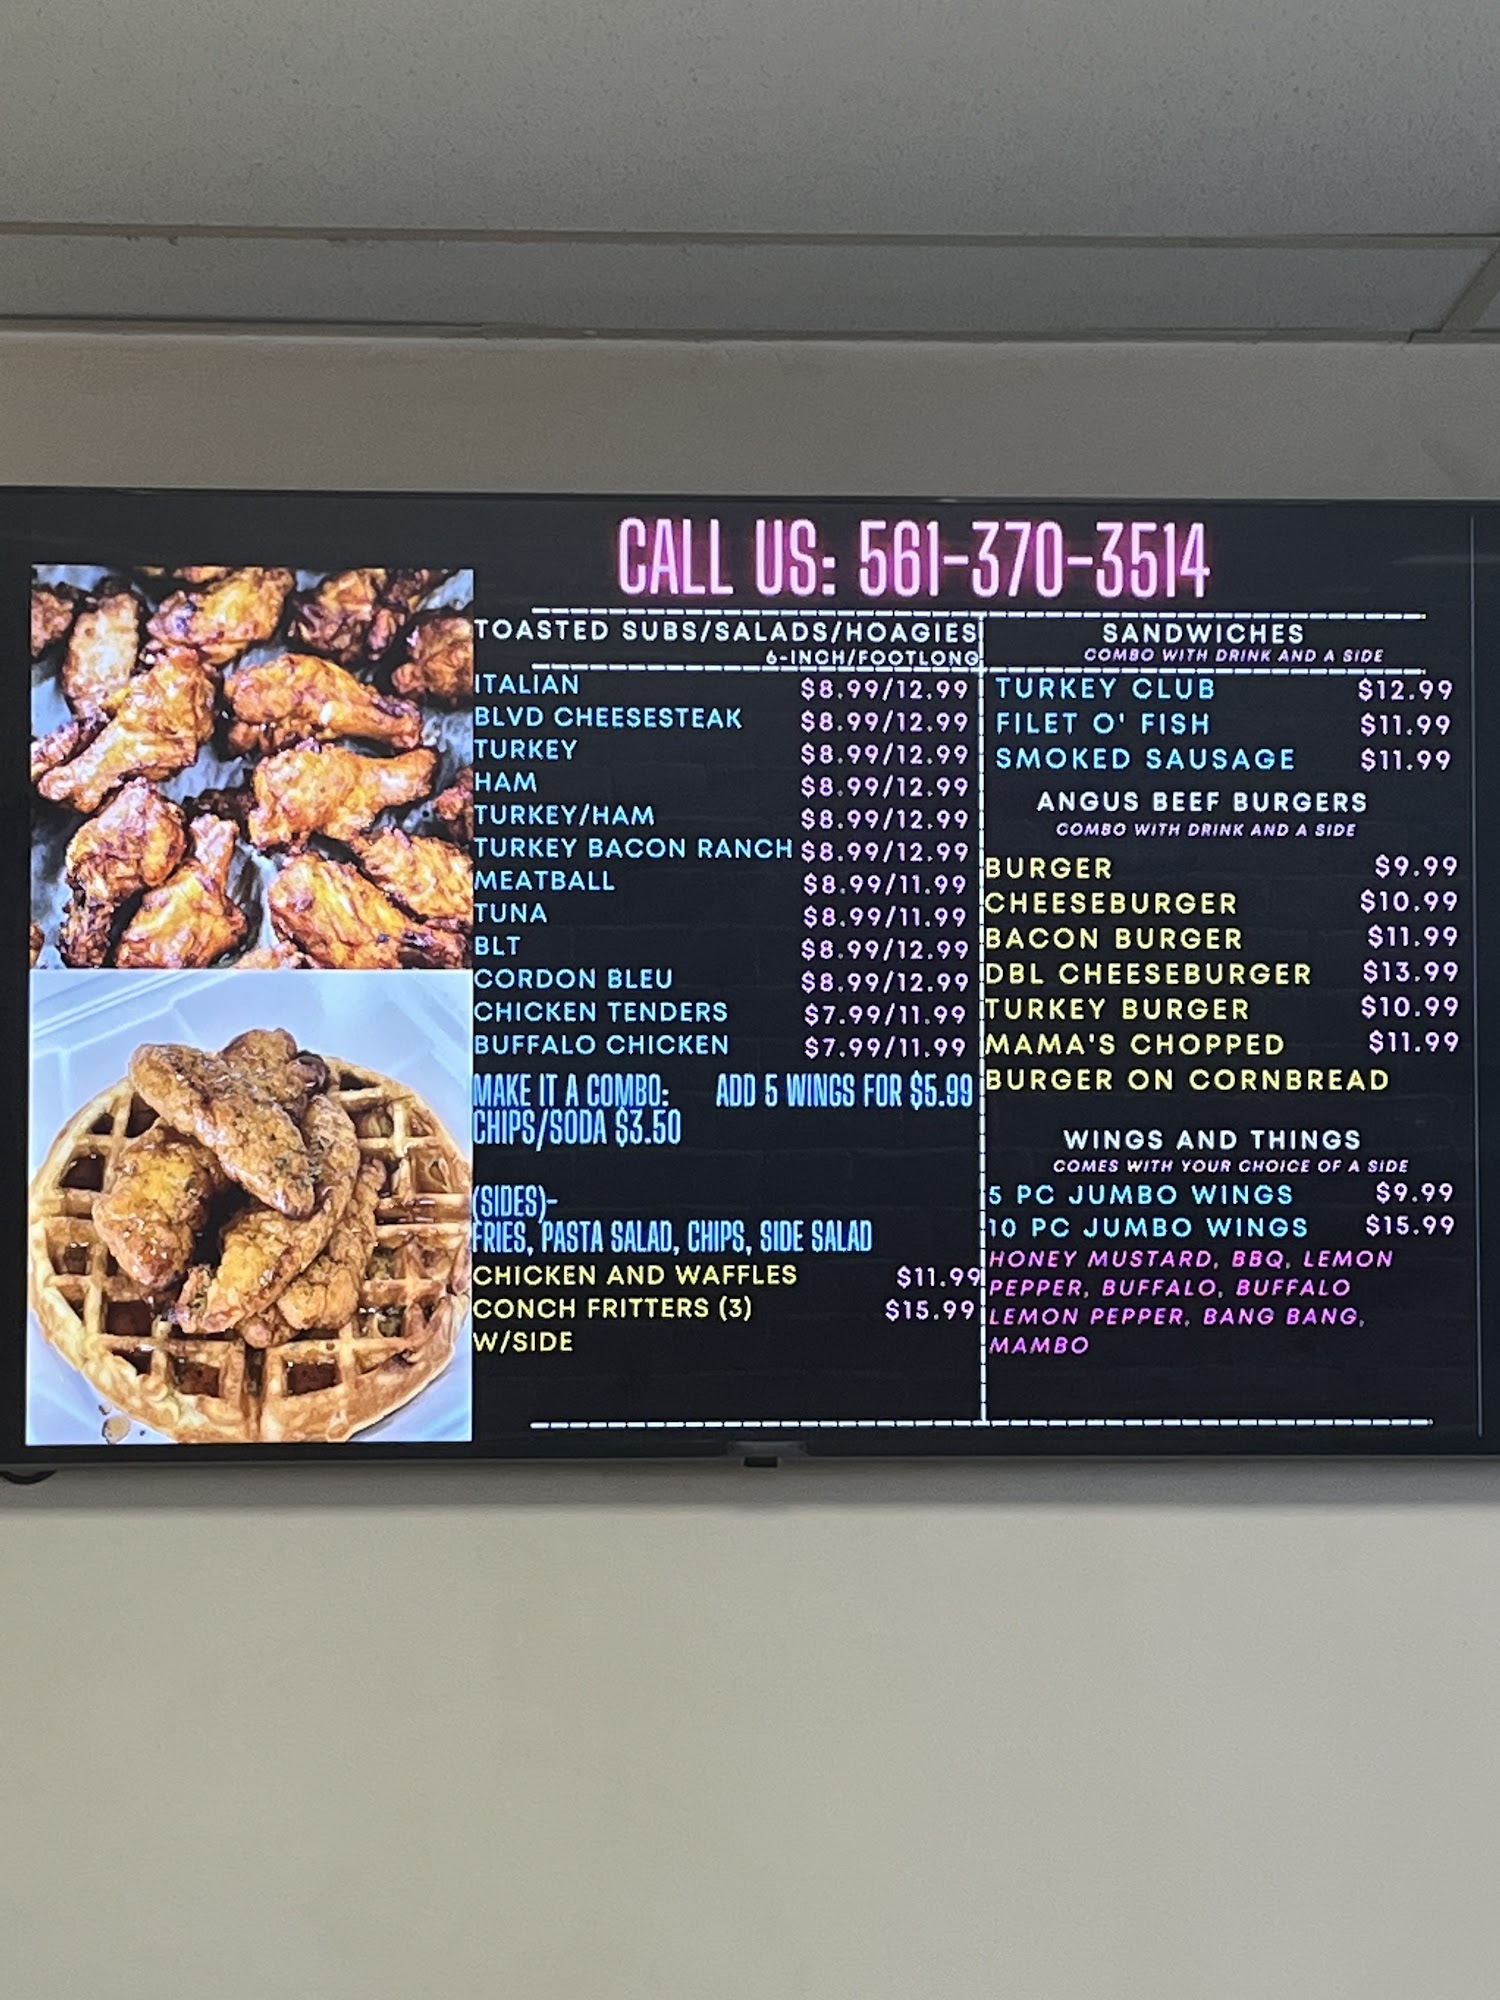 CALL US: 561-370-3514
TOASTED SUBS/SALADS/HOAGIES
6-INCH/FOOTLONG
ITALIAN $8.99/12.99
BLVD CHEESESTEAK $8.99/12.99
TURKEY $8.99/12.99
HAM $8.99/12.99
TURKEY/HAM $8.99/12.99
TURKEY BACON RANCH $8.99/12.99
MEATBALL $8.99/11.99
TUNA $8.99/11.99
BLT $8.99/12.99
CORDON BLEU $8.99/12.99
CHICKEN TENDERS $7.99/11.99
BUFFALO CHICKEN $7.99/11.99
MAKE IT A COMBO: ADD 5 WINGS FOR $5.99
CHIPS/SODA $3.50
(SIDES)-
FRIES, PASTA SALAD, CHIPS, SIDE SALAD
CHICKEN AND WAFFLES $11.99
CONCH FRITTERS (3) $15.99
W/SIDE
SANDWICHES
COMBO WITH DRINK AND A SIDE
TURKEY CLUB $12.99
FILET O' FISH $11.99
SMOKED SAUSAGE $11.99
ANGUS BEEF BURGERS
COMBO WITH DRINK AND A SIDE
BURGER $9.99
CHEESEBURGER $10.99
BACON BURGER $11.99
DBL CHEESEBURGER $13.99
TURKEY BURGER $10.99
MAMA'S CHOPPED $11.99
BURGER ON CORNBREAD
WINGS AND THINGS
COMES WITH YOUR CHOICE OF A SIDE
5 PC JUMBO WINGS $9.99
10 PC JUMBO WINGS $15.99
HONEY MUSTARD, BBQ, LEMON
PEPPER, BUFFALO, BUFFALO
LEMON PEPPER, BANG BANG,
MAMBO